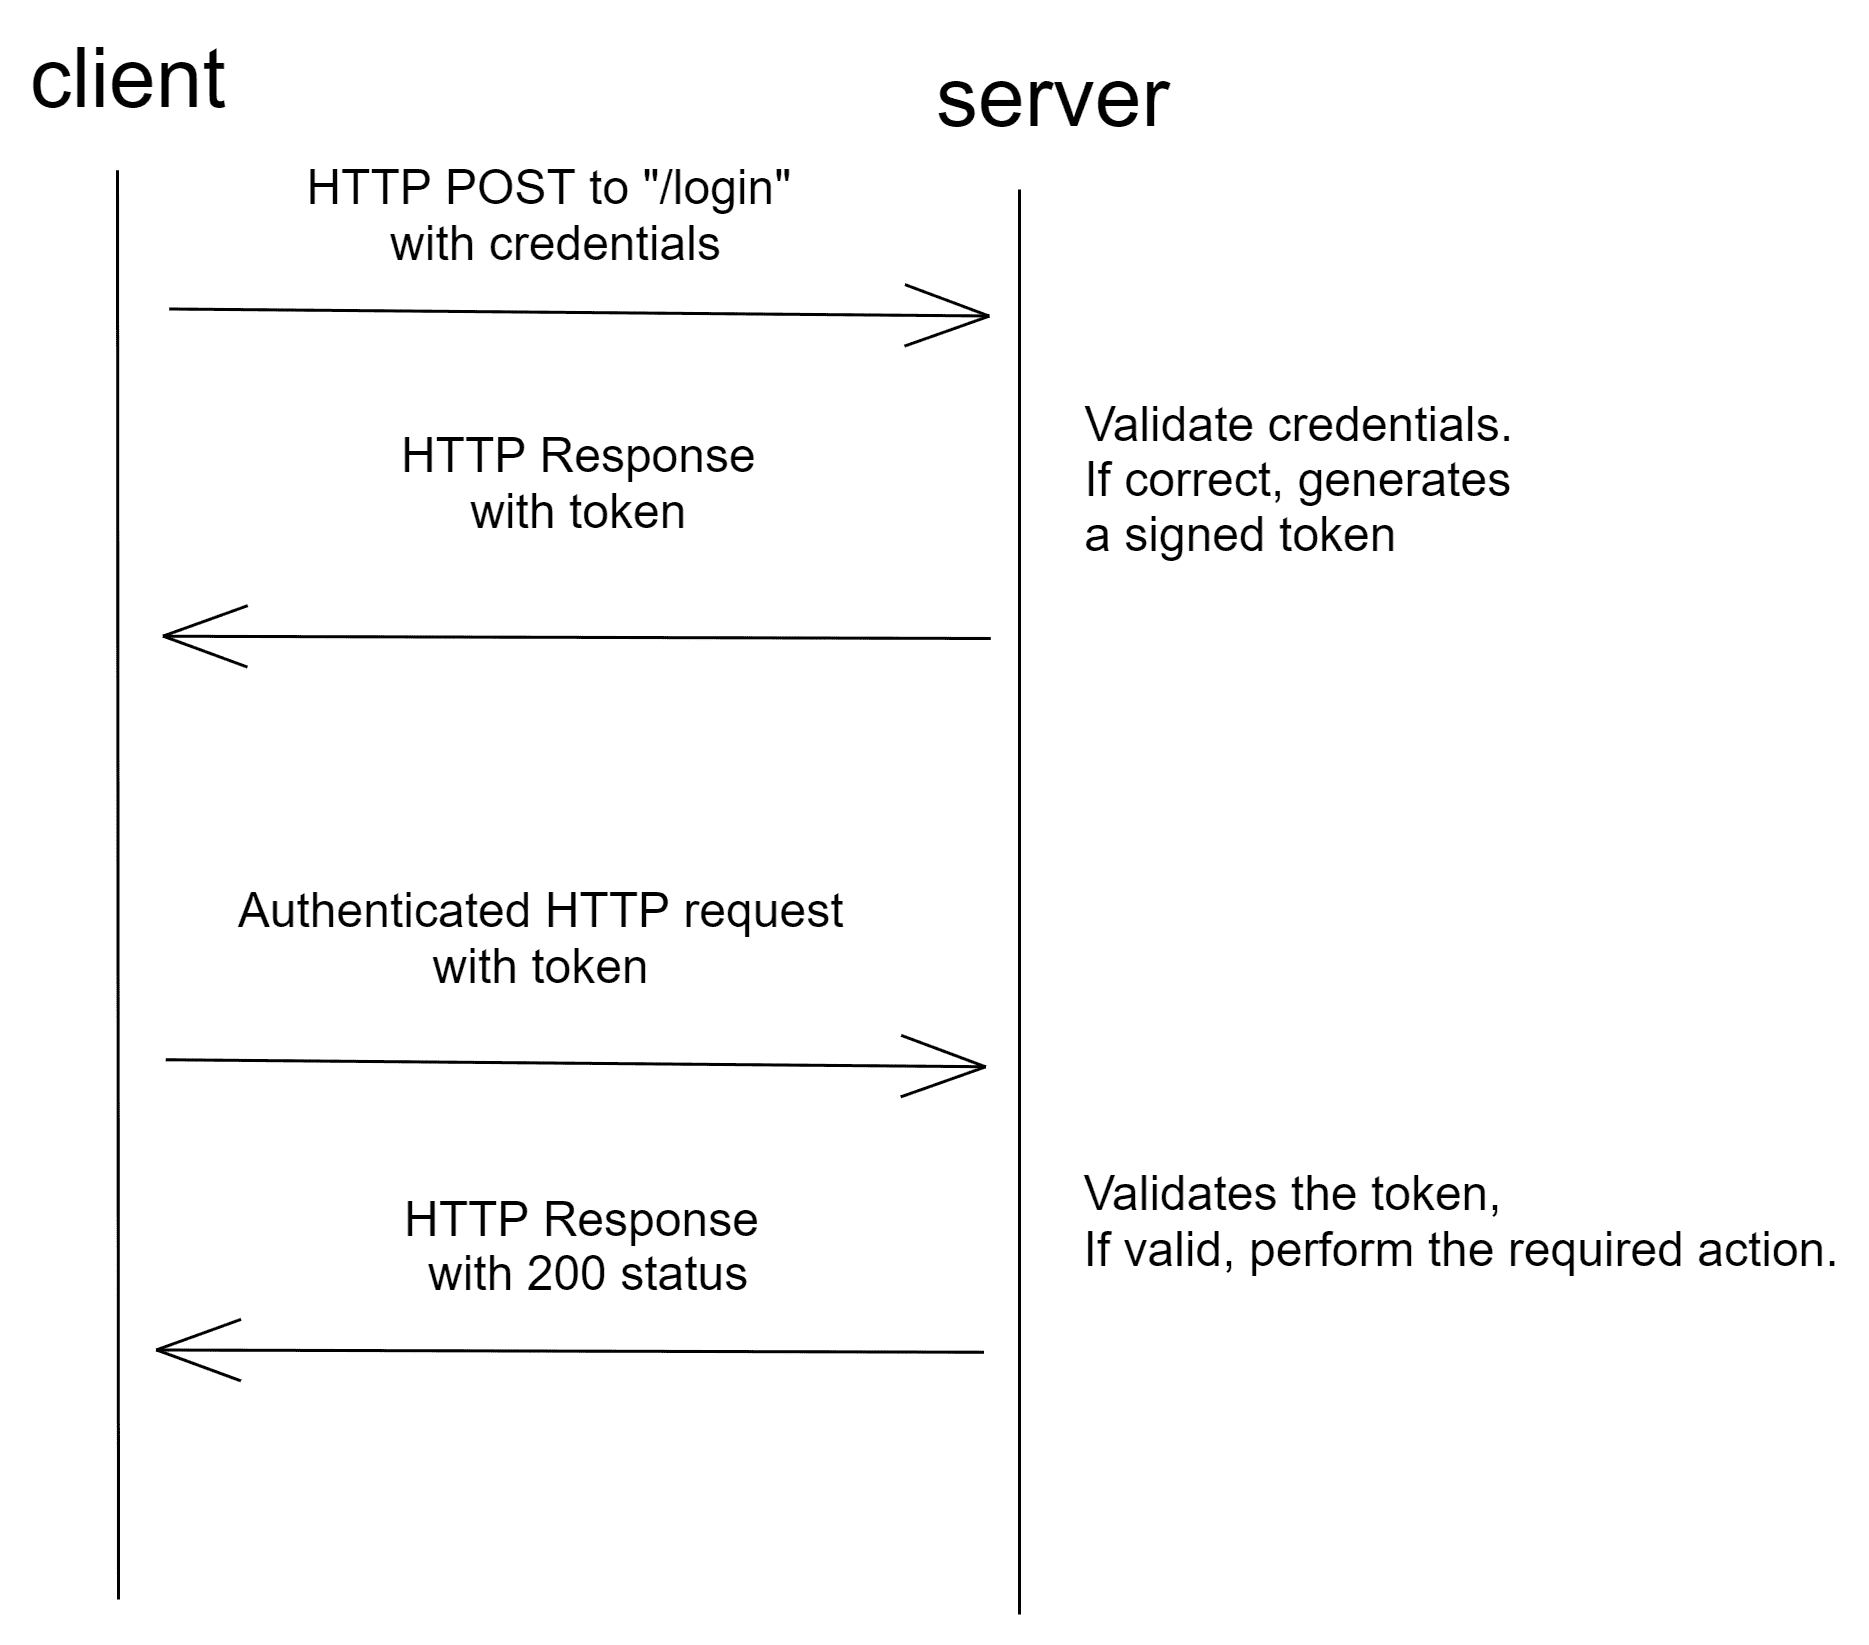 client
server
HTTP POST to "/login"
with credentials
HTTP Response
with token
Validate credentials.
If correct, generates
a signed token
Authenticated HTTP request
with token
HTTP Response
with 200 status
Validates the token,
If valid, perform the required action.